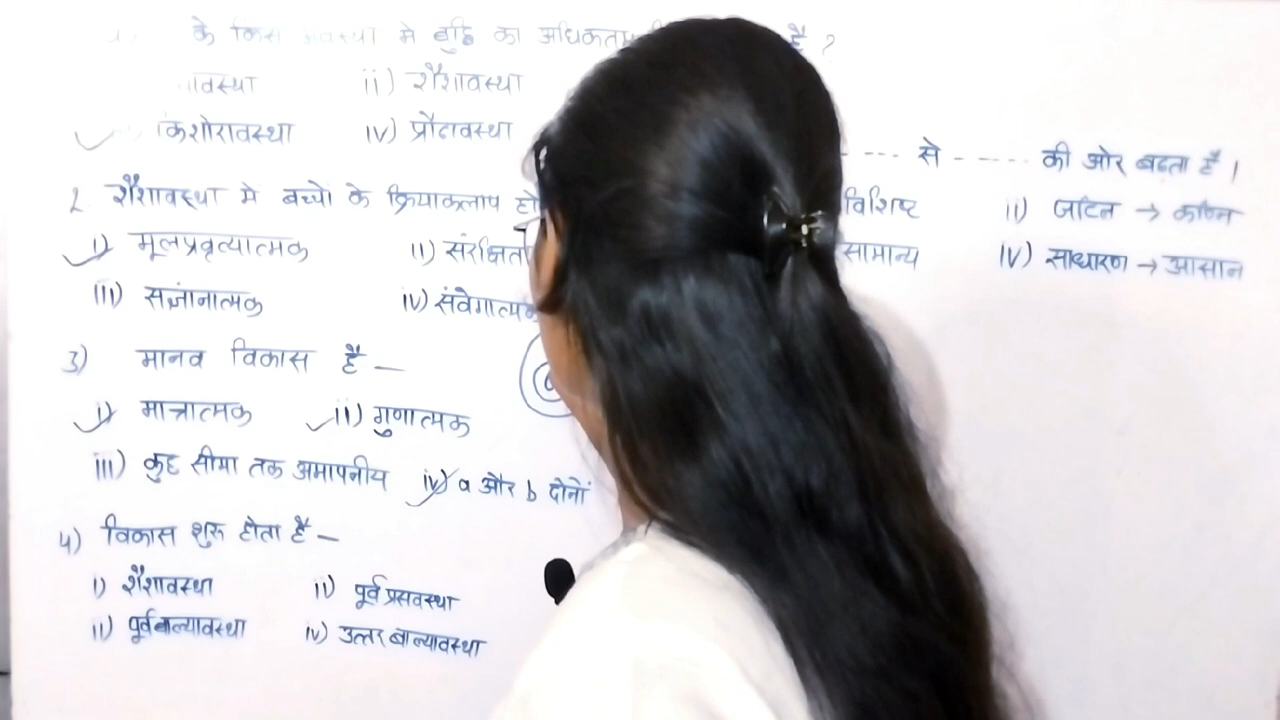 के किस अवस्था मे बुद्धि का अधिकतम है ?
ii) शैशावस्था
किशोरावस्था iv) प्रौढावस्था
2. शैशावस्था मे बच्चो के क्रियाकलाप
i) मूलप्रवृत्यात्मक ii) संरक्षित
iii) सज्ञानात्मक iv) संवेगात्मक
3) मानव विकास है —
i) मात्रात्मक ii) गुणात्मक
iii) कुछ सीमा तक अमापनीय iv) a और b दोनों
4) विकास शुरू होता है —
i) शैशावस्था ii) पूर्व प्रसवस्था
ii) पूर्वबाल्यावस्था iv) उत्तर बाल्यावस्था
---- से ----- की ओर बढता है ।
विशिष्ट ii) जटिल → कठिन
सामान्य iv) साधारण → आसान